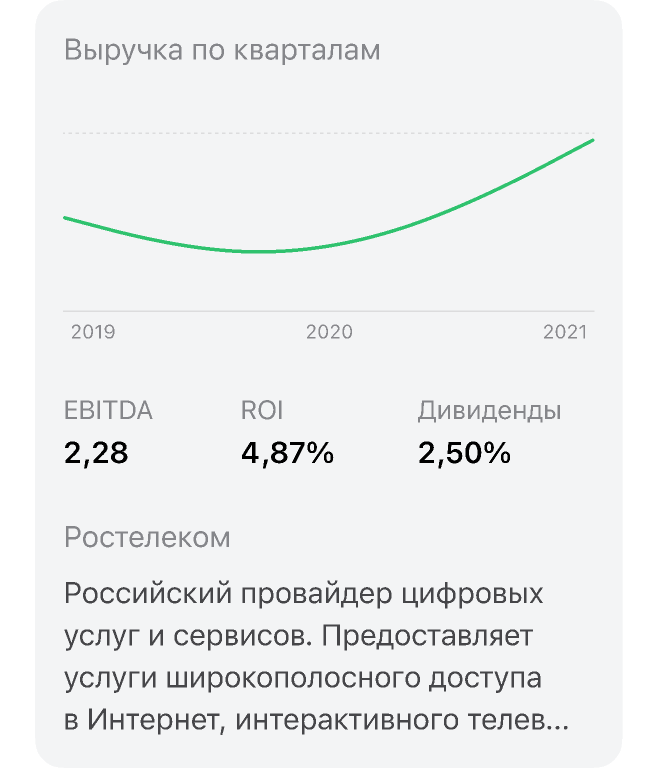 Выручка по кварталам
2019 2020 2021
EBITDA ROI Дивиденды
2,28 4,87% 2,50%
Ростелеком
Российский провайдер цифровых
услуг и сервисов. Предоставляет
услуги широкополосного доступа
в Интернет, интерактивного телев...